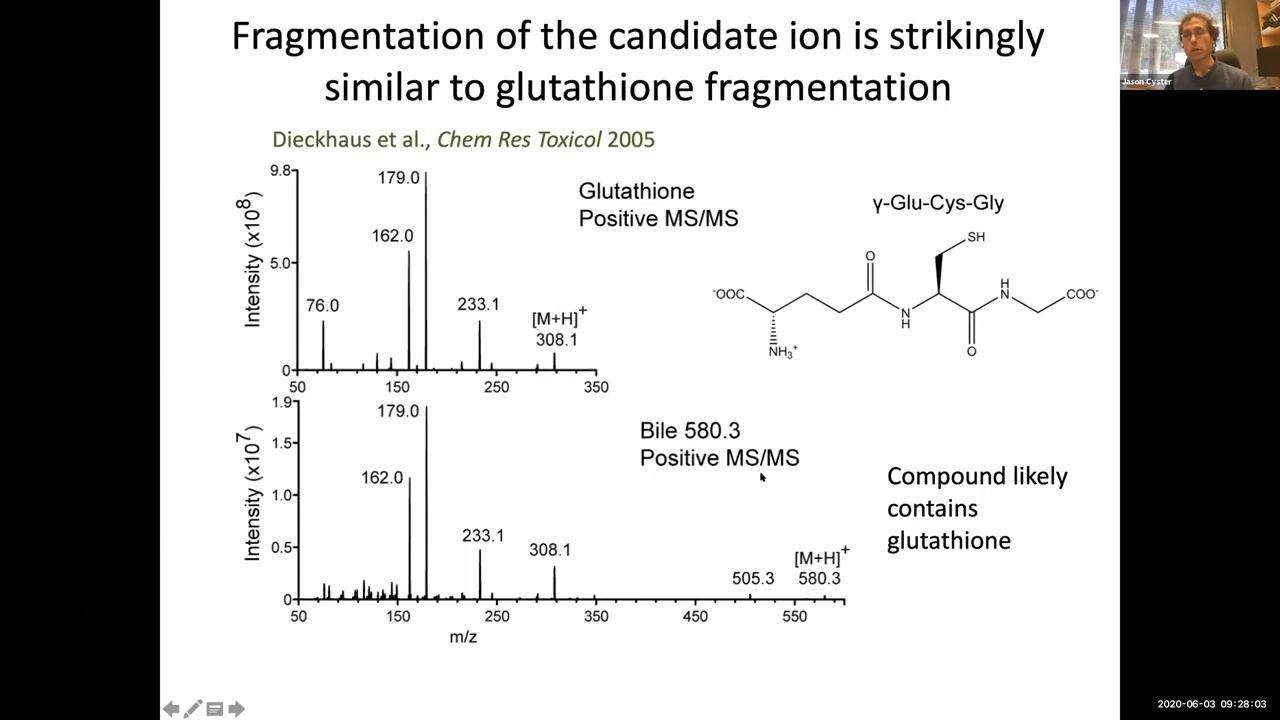 Fragmentation of the candidate ion is strikingly
similar to glutathione fragmentation
Jason Cyster
Dieckhaus et al., Chem Res Toxicol 2005
9.8
5.0
0
Intensity (x10⁸)
179.0
162.0
76.0
233.1
[M+H]⁺
308.1
Glutathione
Positive MS/MS
50 150 250 350
γ-Glu-Cys-Gly
SH
O
⁻OOC
N
H
H
N
COO⁻
NH₃⁺
O
1.9
1.5
1.0
0.5
0
Intensity (x10⁷)
179.0
162.0
233.1
308.1
505.3
[M+H]⁺
580.3
Bile 580.3
Positive MS/MS
50 150 250 350 450 550
m/z
Compound likely
contains
glutathione
2020-06-03 09:28:03